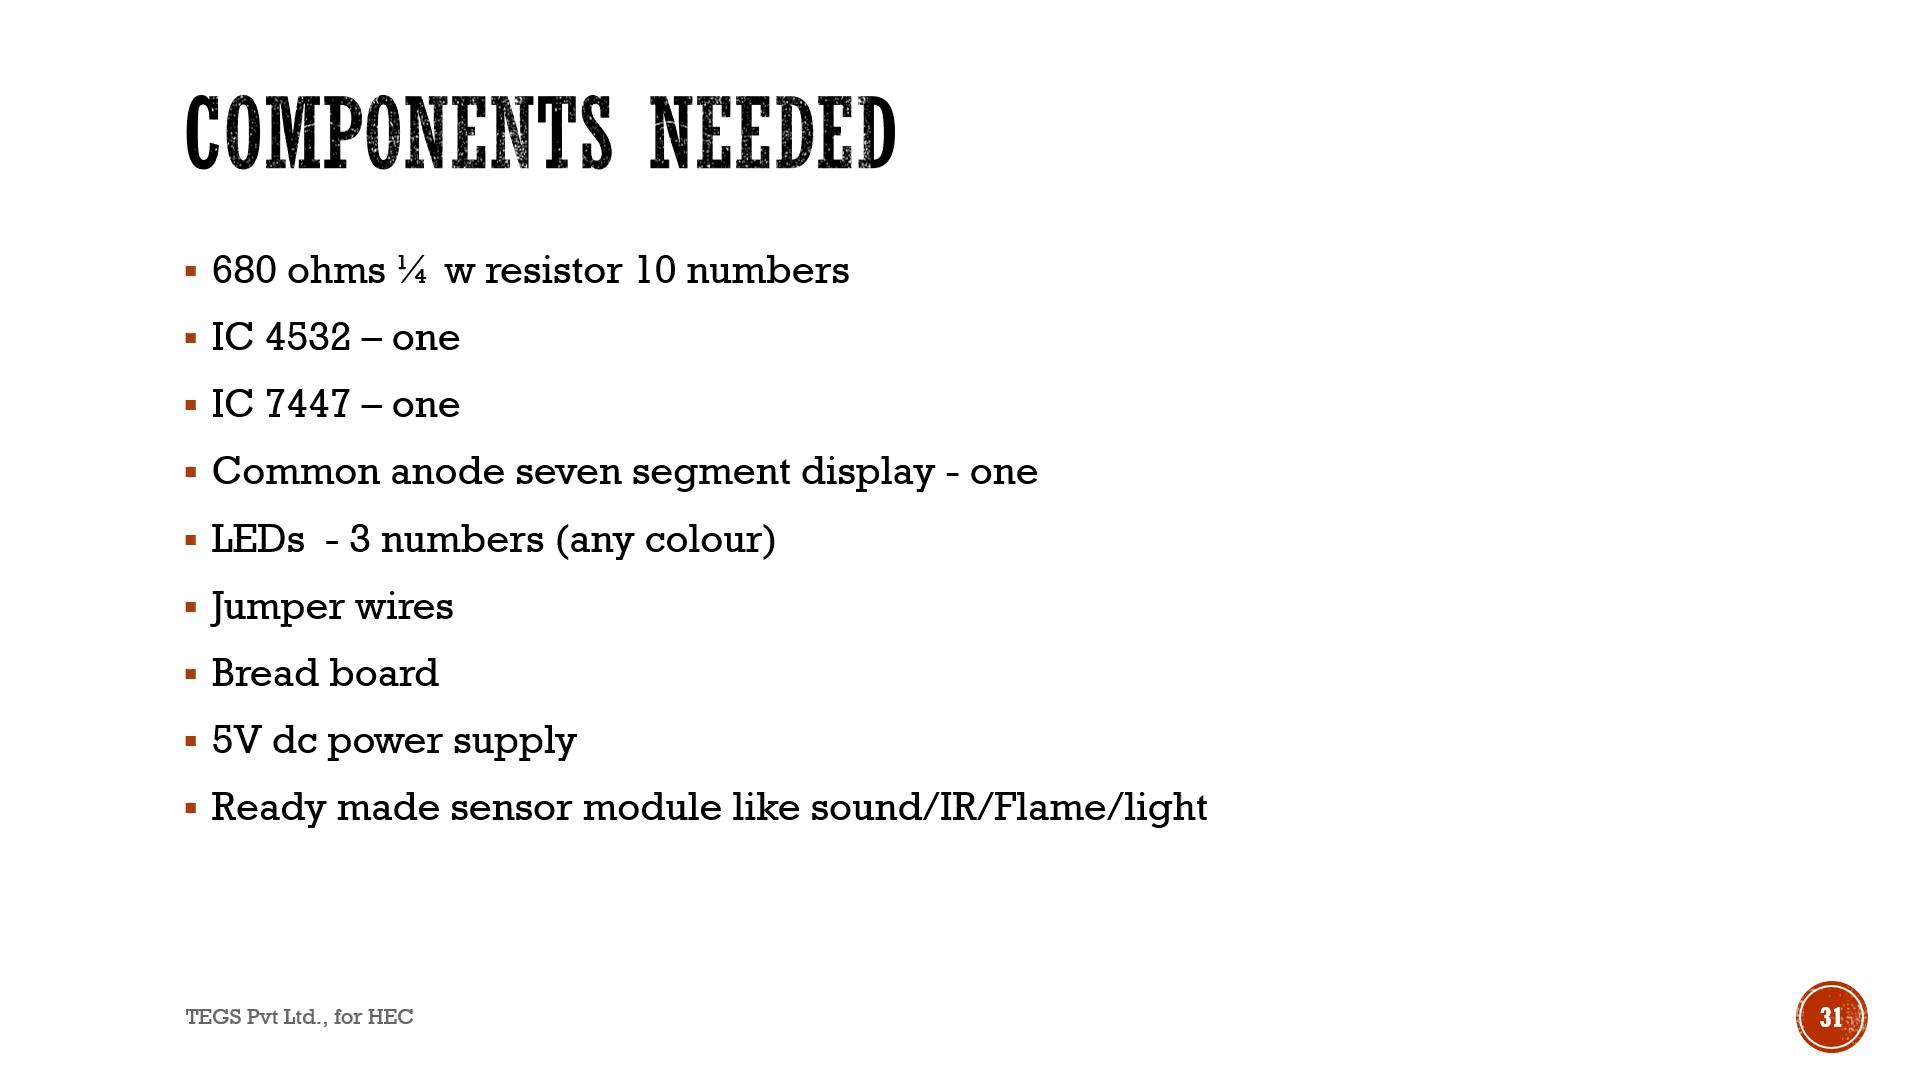 COMPONENTS NEEDED
▪ 680 ohms ¼ w resistor 10 numbers
▪ IC 4532 – one
▪ IC 7447 – one
▪ Common anode seven segment display - one
▪ LEDs - 3 numbers (any colour)
▪ Jumper wires
▪ Bread board
▪ 5V dc power supply
▪ Ready made sensor module like sound/IR/Flame/light
TEGS Pvt Ltd., for HEC
31